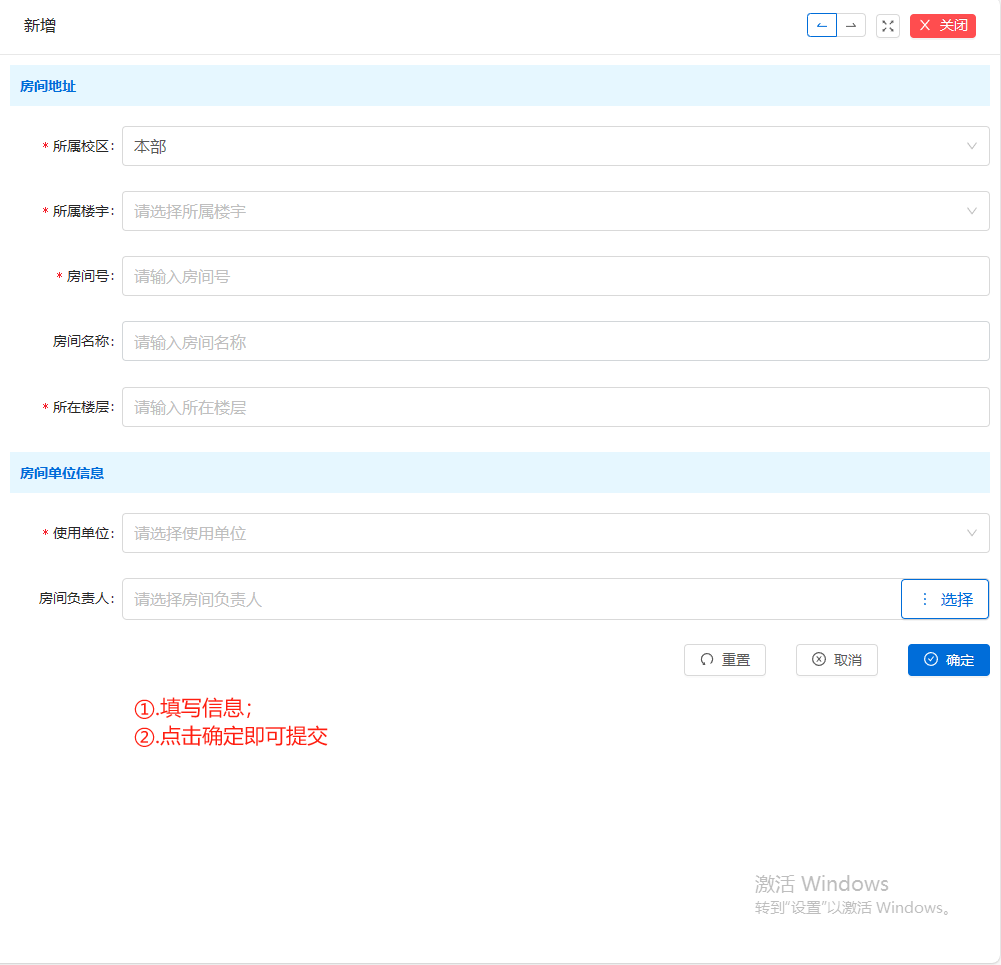 新增
关闭
房间地址
* 所属校区: 本部
* 所属楼宇: 请选择所属楼宇
* 房间号: 请输入房间号
房间名称: 请输入房间名称
* 所在楼层: 请输入所在楼层
房间单位信息
* 使用单位: 请选择使用单位
房间负责人: 请选择房间负责人 选择
重置 取消 确定
①.填写信息；
②.点击确定即可提交
激活 Windows
转到“设置”以激活 Windows。